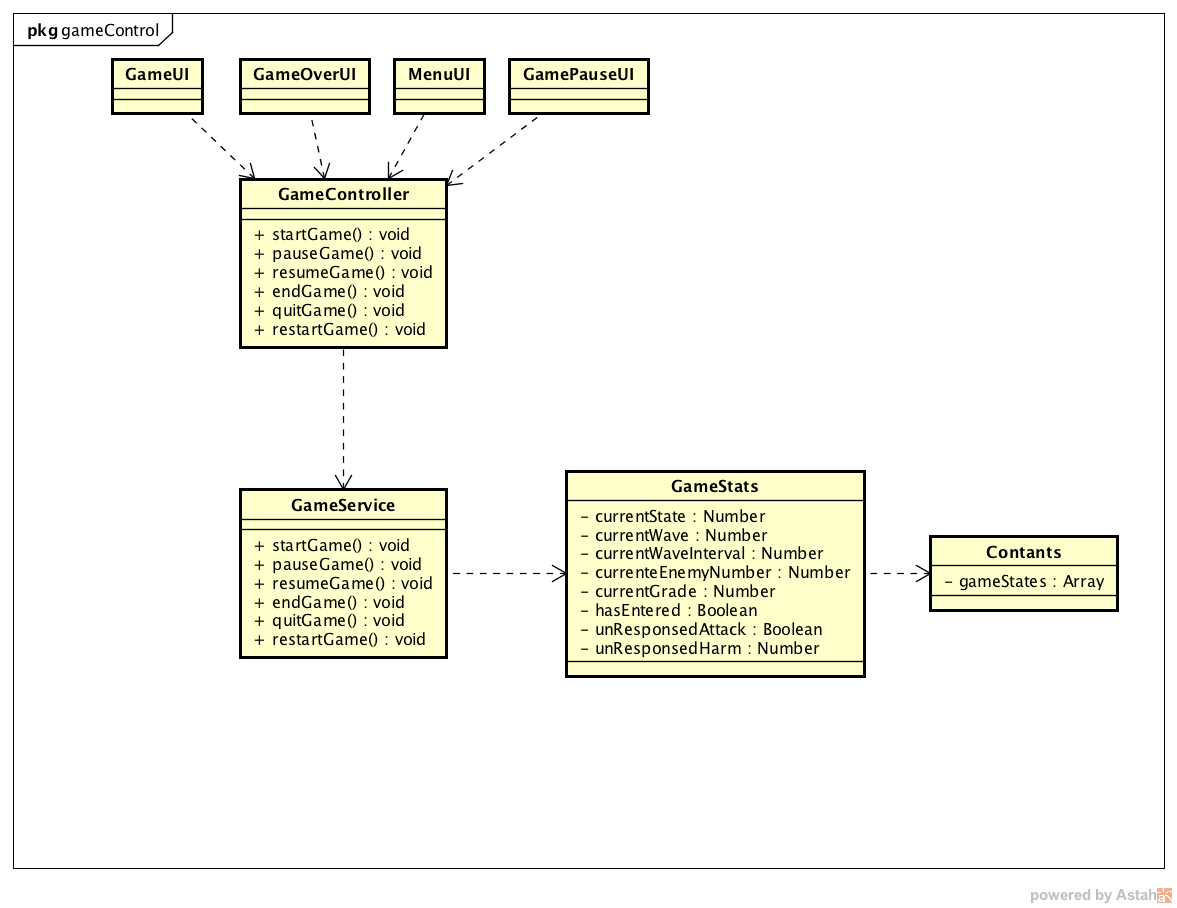 pkg gameControl
GameUI
GameOverUI
MenuUI
GamePauseUI
GameController
+ startGame() : void
+ pauseGame() : void
+ resumeGame() : void
+ endGame() : void
+ quitGame() : void
+ restartGame() : void
GameService
+ startGame() : void
+ pauseGame() : void
+ resumeGame() : void
+ endGame() : void
+ quitGame() : void
+ restartGame() : void
GameStats
- currentState : Number
- currentWave : Number
- currentWaveInterval : Number
- currenteEnemyNumber : Number
- currentGrade : Number
- hasEntered : Boolean
- unResponsedAttack : Boolean
- unResponsedHarm : Number
Contants
- gameStates : Array
powered by Astah